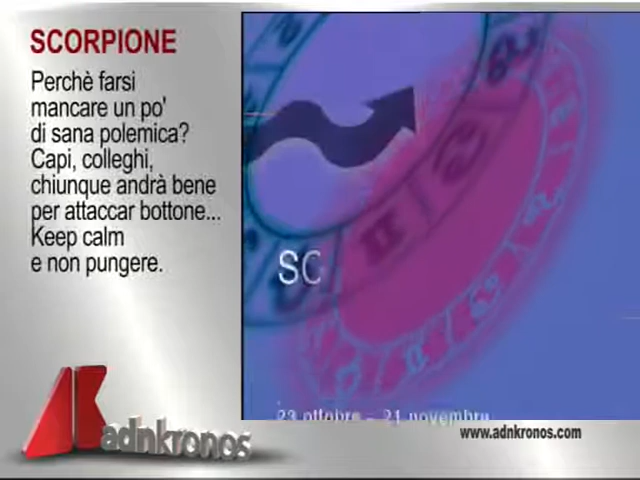 SCORPIONE
Perchè farsi
mancare un po'
di sana polemica?
Capi, colleghi,
chiunque andrà bene
per attaccar bottone...
Keep calm
e non pungere.
SC
23 ottobre - 21 novembre
adnkronos
www.adnkronos.com